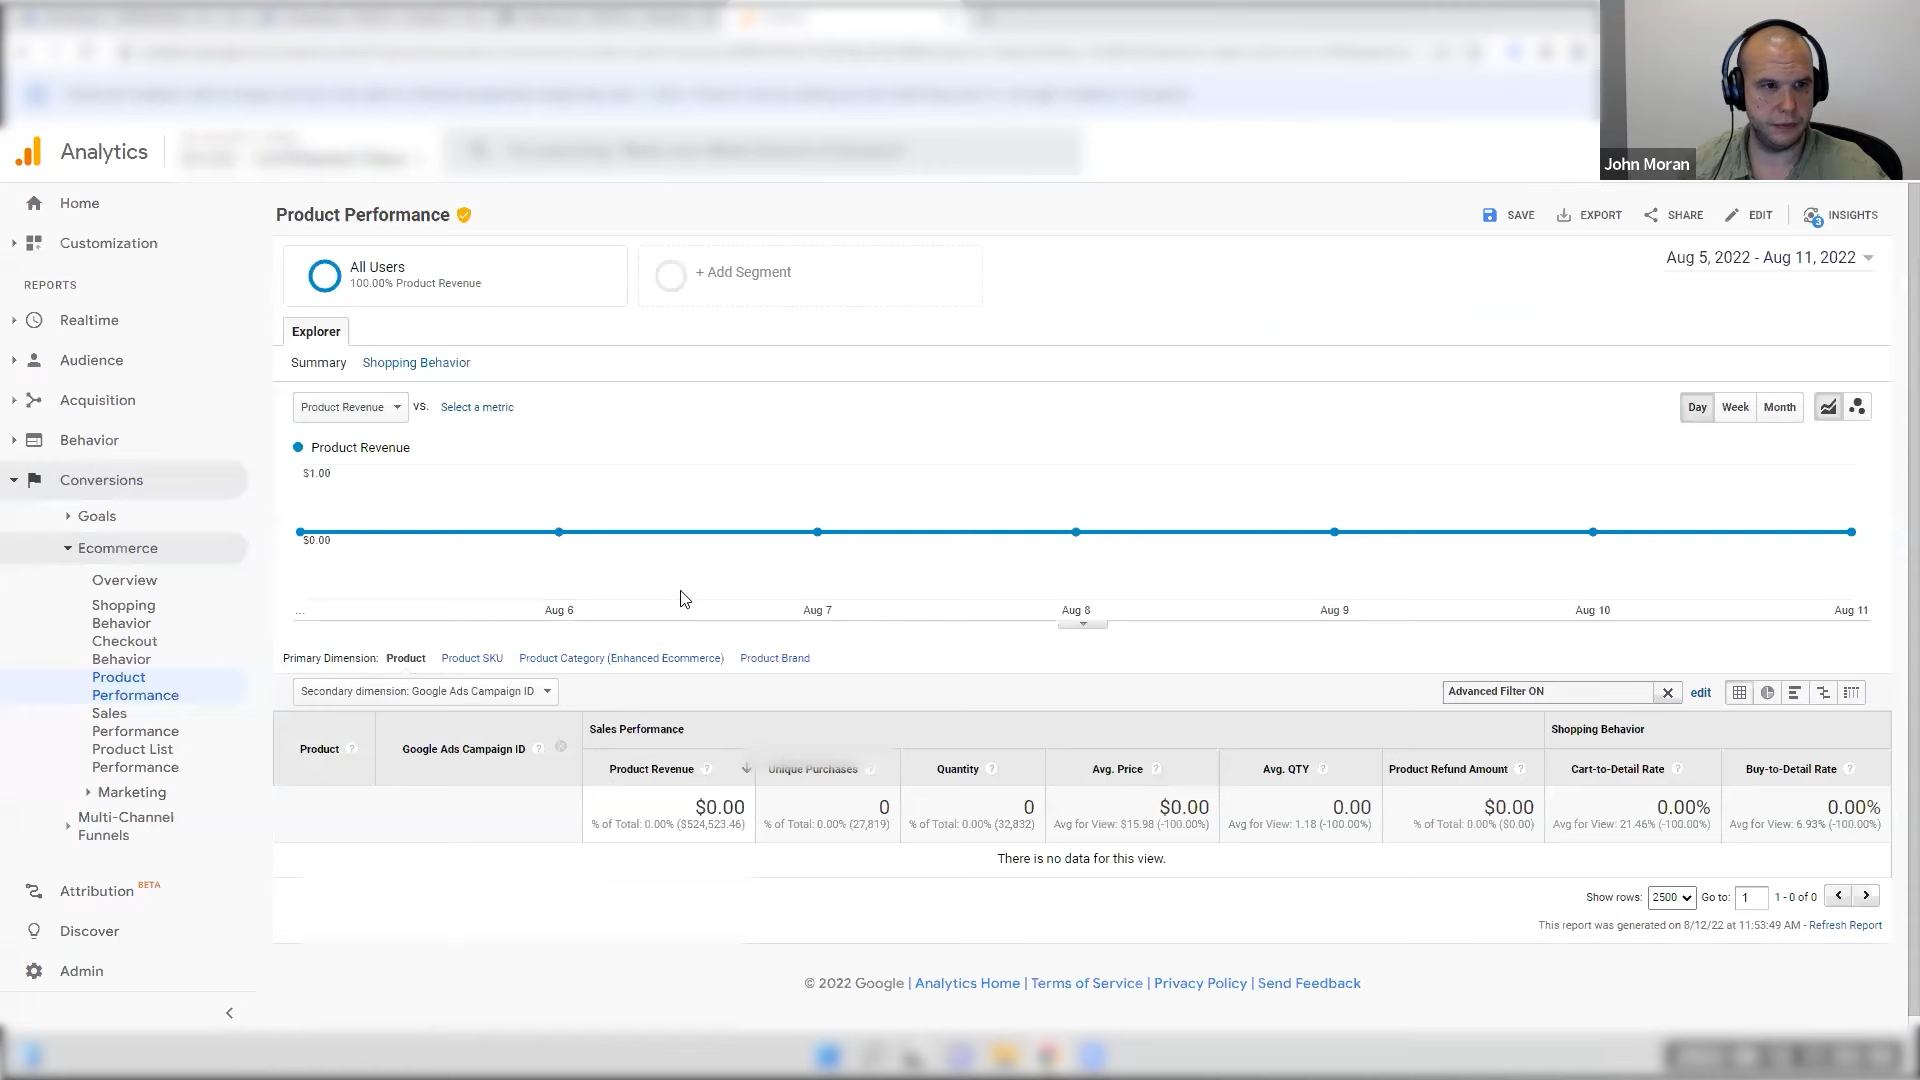 John Moran
Analytics
Home
Customization
REPORTS
Realtime
Audience
Acquisition
Behavior
Conversions
Goals
Ecommerce
Overview
Shopping
Behavior
Checkout
Behavior
Product
Performance
Sales
Performance
Product List
Performance
Marketing
Multi-Channel
Funnels
Attribution BETA
Discover
Admin
Product Performance
SAVE
EXPORT
SHARE
EDIT
3
INSIGHTS
All Users
100.00% Product Revenue
+ Add Segment
Aug 5, 2022 - Aug 11, 2022
Explorer
Summary Shopping Behavior
Product Revenue VS. Select a metric
Day Week Month
Product Revenue
$1.00
$0.00
... Aug 6 Aug 7 Aug 8 Aug 9 Aug 10 Aug 11
Primary Dimension: Product Product SKU Product Category (Enhanced Ecommerce) Product Brand
Secondary dimension: Google Ads Campaign ID
Advanced Filter ON edit
Sales Performance Shopping Behavior
Product ? Google Ads Campaign ID ?
Product Revenue ? Unique Purchases ? Quantity ? Avg. Price ? Avg. QTY ? Product Refund Amount ? Cart-to-Detail Rate ? Buy-to-Detail Rate ?
$0.00 0 0 $0.00 0.00 $0.00 0.00% 0.00%
% of Total: 0.00% ($524,523.46) % of Total: 0.00% (27,819) % of Total: 0.00% (32,832) Avg for View: $15.98 (-100.00%) Avg for View: 1.18 (-100.00%) % of Total: 0.00% ($0.00) Avg for View: 21.46% (-100.00%) Avg for View: 6.93% (-100.00%)
There is no data for this view.
Show rows: 2500 Go to: 1 1 - 0 of 0
This report was generated on 8/12/22 at 11:53:49 AM - Refresh Report
© 2022 Google | Analytics Home | Terms of Service | Privacy Policy | Send Feedback